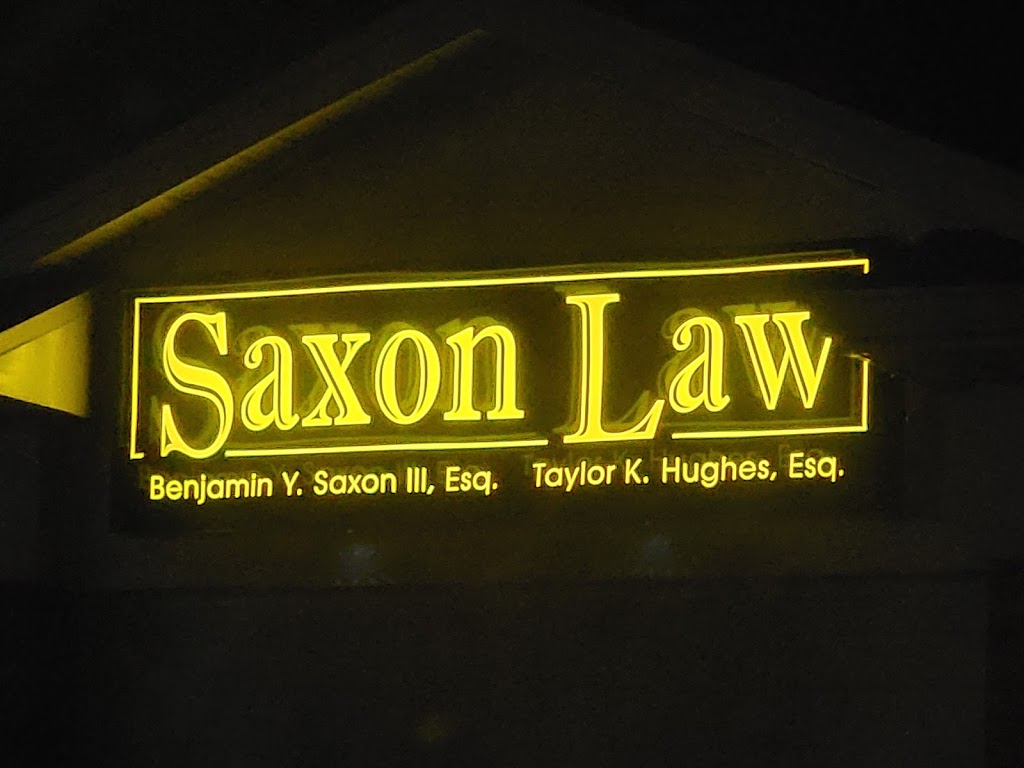 Saxon Law
Benjamin Y. Saxon III, Esq. Taylor K. Hughes, Esq.